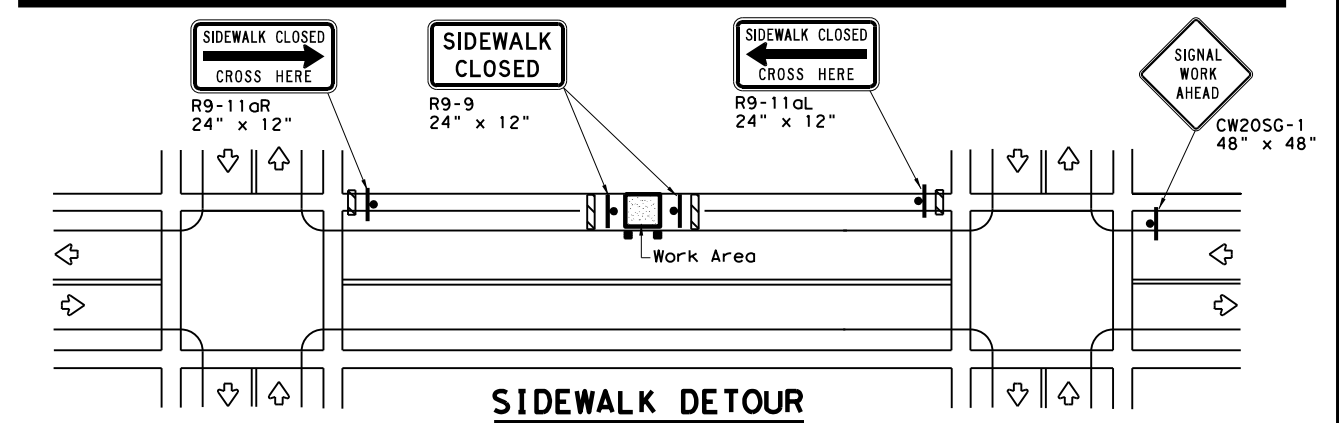 SIDEWALK CLOSED
CROSS HERE
R9-11aR
24" x 12"
SIDEWALK
CLOSED
R9-9
24" x 12"
SIDEWALK CLOSED
CROSS HERE
R9-11aL
24" x 12"
SIGNAL
WORK
AHEAD
CW20SG-1
48" x 48"
Work Area
SIDEWALK DETOUR